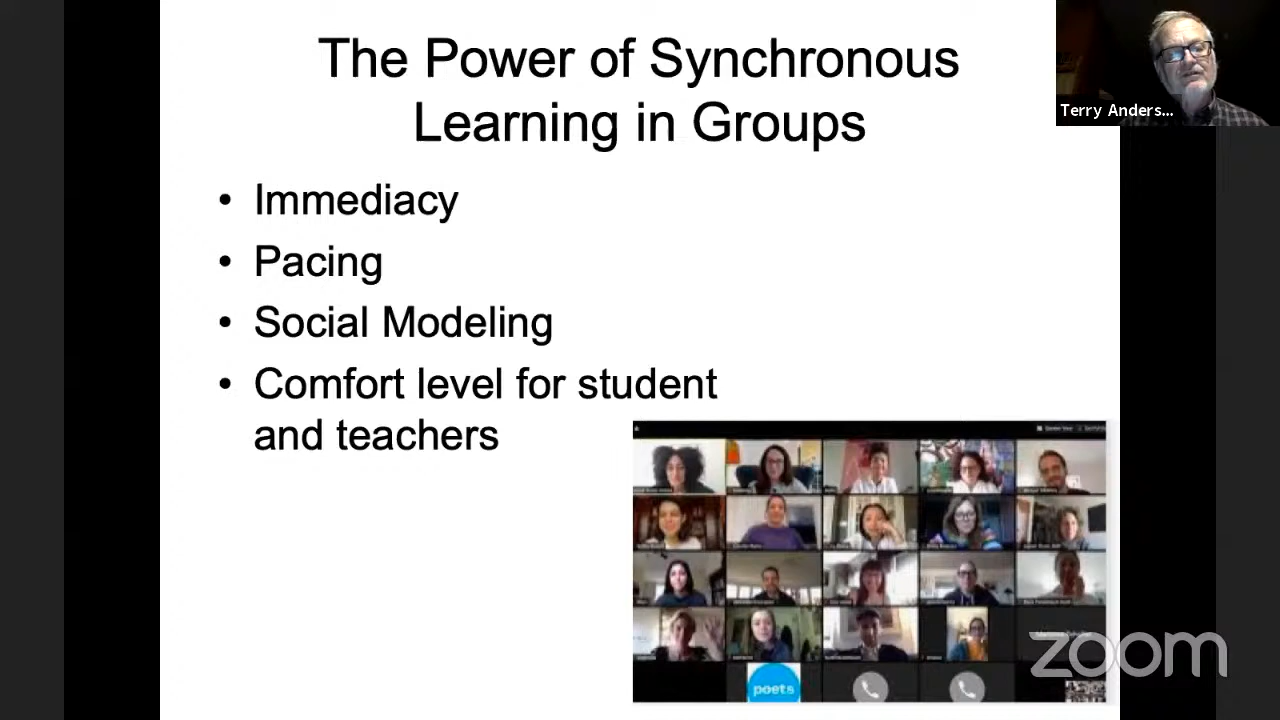 The Power of Synchronous
Learning in Groups
Terry Anders...
• Immediacy
• Pacing
• Social Modeling
• Comfort level for student
and teachers
poets
zoom